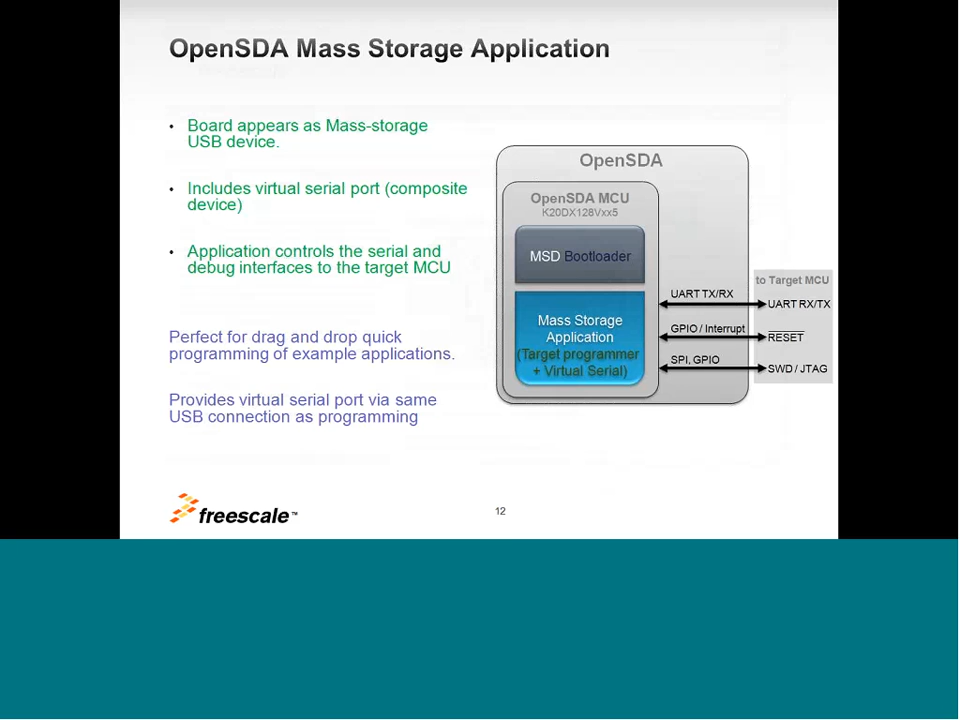 OpenSDA Mass Storage Application
• Board appears as Mass-storage
USB device.
• Includes virtual serial port (composite
device)
• Application controls the serial and
debug interfaces to the target MCU
Perfect for drag and drop quick
programming of example applications.
Provides virtual serial port via same
USB connection as programming
OpenSDA
OpenSDA MCU
K20DX128Vxx5
MSD Bootloader
Mass Storage
Application
(Target programmer
+ Virtual Serial)
UART TX/RX
GPIO / Interrupt
SPI, GPIO
to Target MCU
UART RX/TX
RESET
SWD / JTAG
freescale™
12